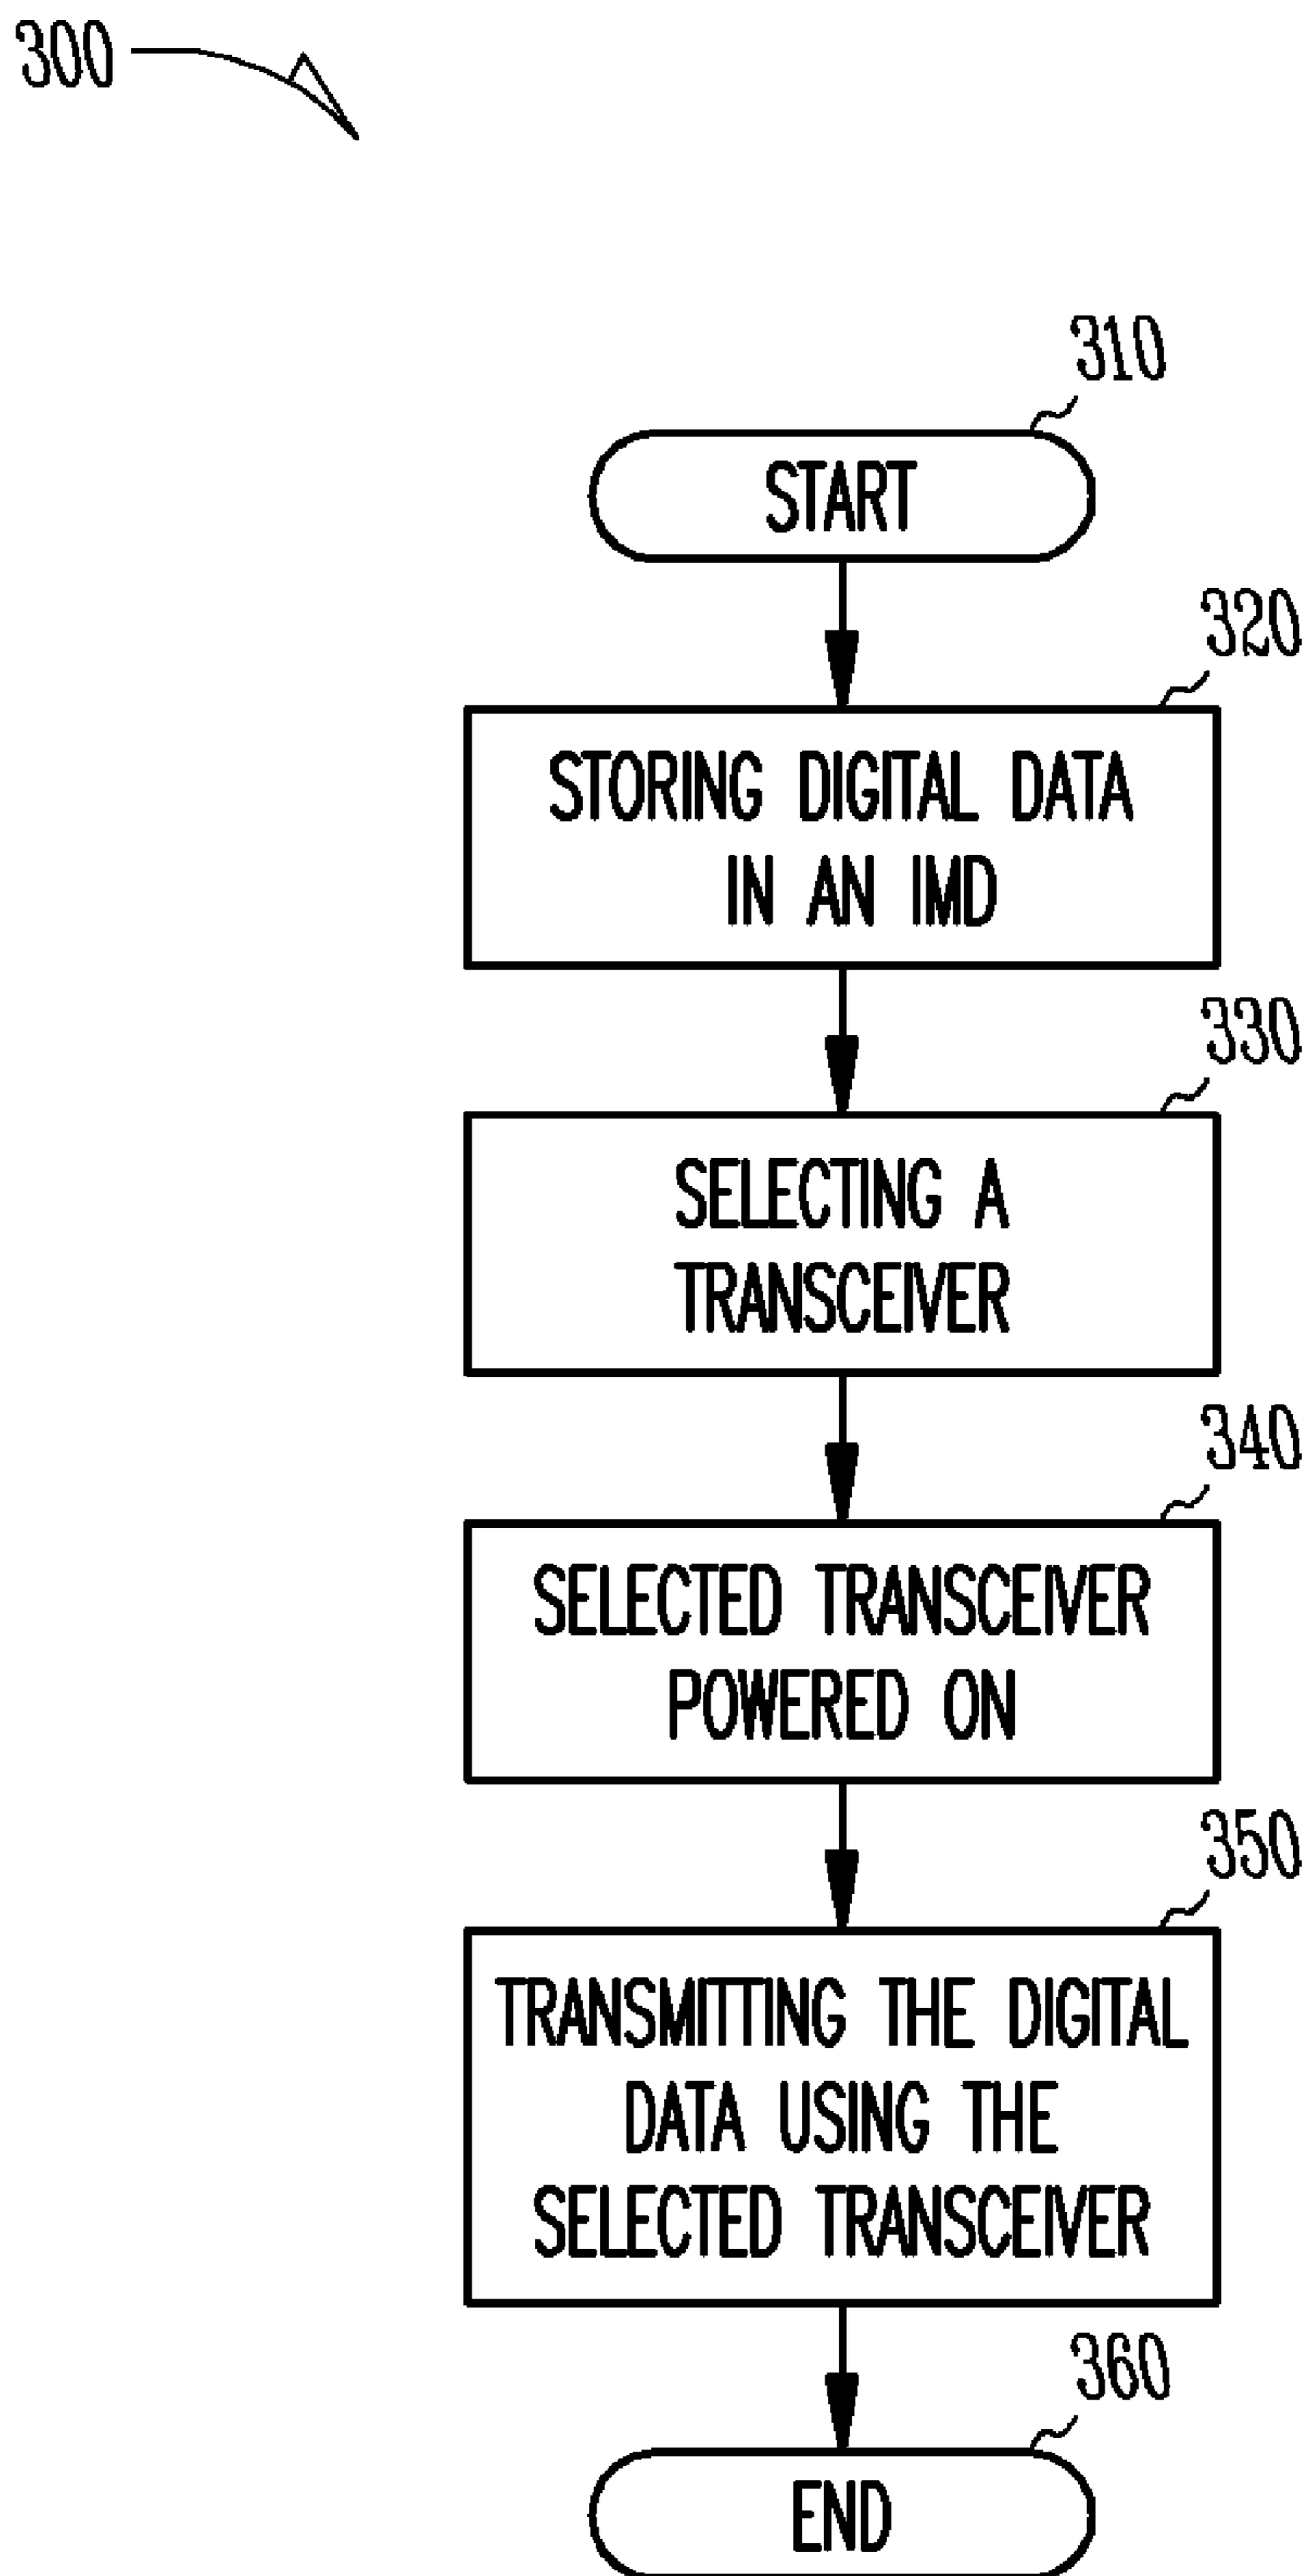 300
310
START
320
STORING DIGITAL DATA
IN AN IMD
330
SELECTING A
TRANSCEIVER
340
SELECTED TRANSCEIVER
POWERED ON
350
TRANSMITTING THE DIGITAL
DATA USING THE
SELECTED TRANSCEIVER
360
END